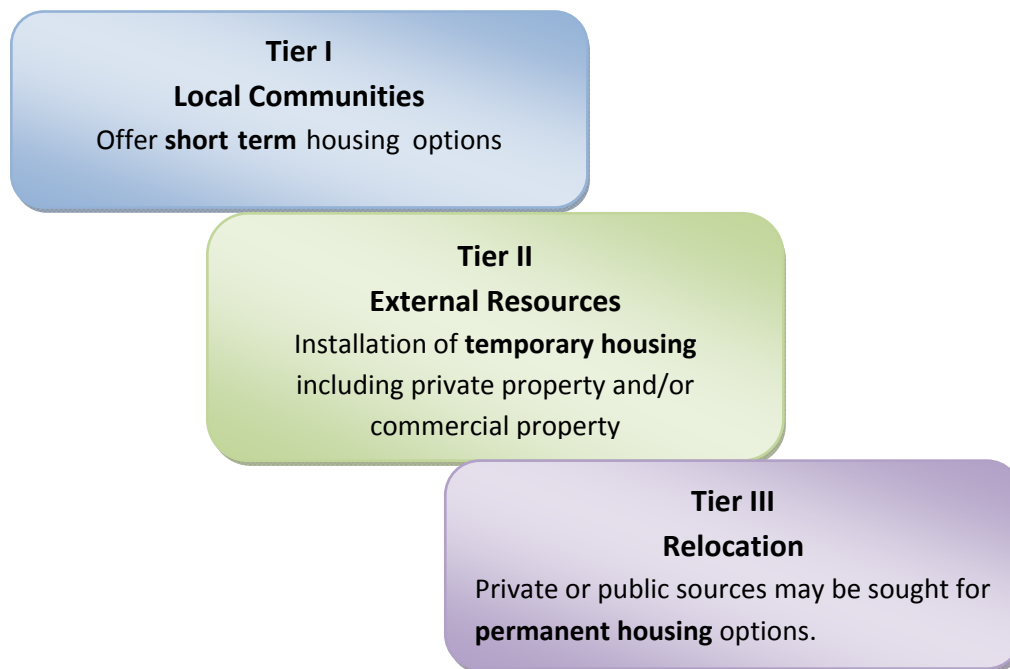 Tier I
Local Communities
Offer short term housing options
Tier II
External Resources
Installation of temporary housing
including private property and/or
commercial property
Tier III
Relocation
Private or public sources may be sought for
permanent housing options.